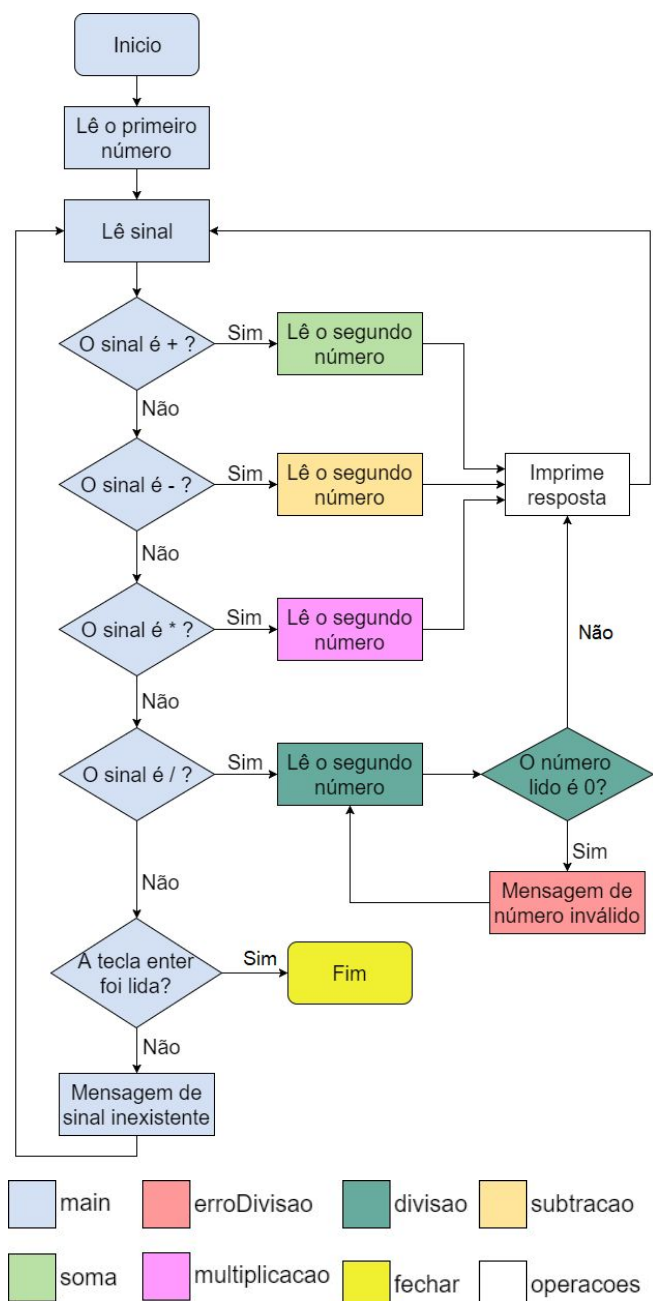 Inicio
Lê o primeiro
número
Lê sinal
O sinal é + ?
Sim
Lê o segundo
número
Não
O sinal é - ?
Sim
Lê o segundo
número
Imprime
resposta
Não
O sinal é * ?
Sim
Lê o segundo
número
Não
Não
O sinal é / ?
Sim
Lê o segundo
número
O número
lido é 0?
Sim
Não
Mensagem de
número inválido
A tecla enter
foi lida?
Sim
Fim
Não
Mensagem de
sinal inexistente
main
erroDivisao
divisao
subtracao
soma
multiplicacao
fechar
operacoes